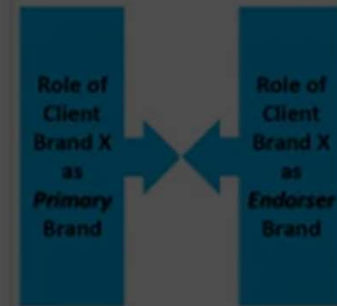 Role of
Client
Brand X
as
Primary
Brand
Role of
Client
Brand X
as
Endorser
Brand